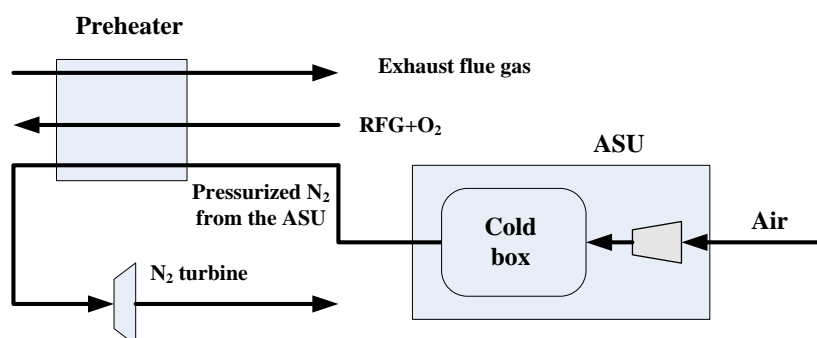 Preheater
Exhaust flue gas
RFG+O₂
ASU
Pressurized N₂
from the ASU
Cold
box
Air
N₂ turbine